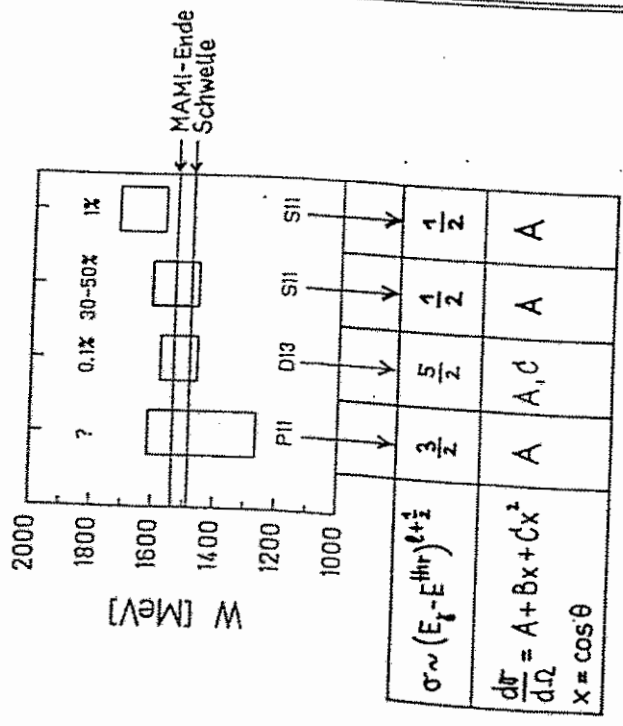 ? 0.1% 30-50% 1%
2000
1800
1600
1400
1200
1000
W [MeV]
MAMI-Ende
Schwelle
P11 D13 S11 S11
σ ~ (E_γ - E^thr)^{ℓ+½} 3/2 5/2 1/2 1/2
dσ/dΩ = A + Bx + Cx² A A, C A A
x = cos θ